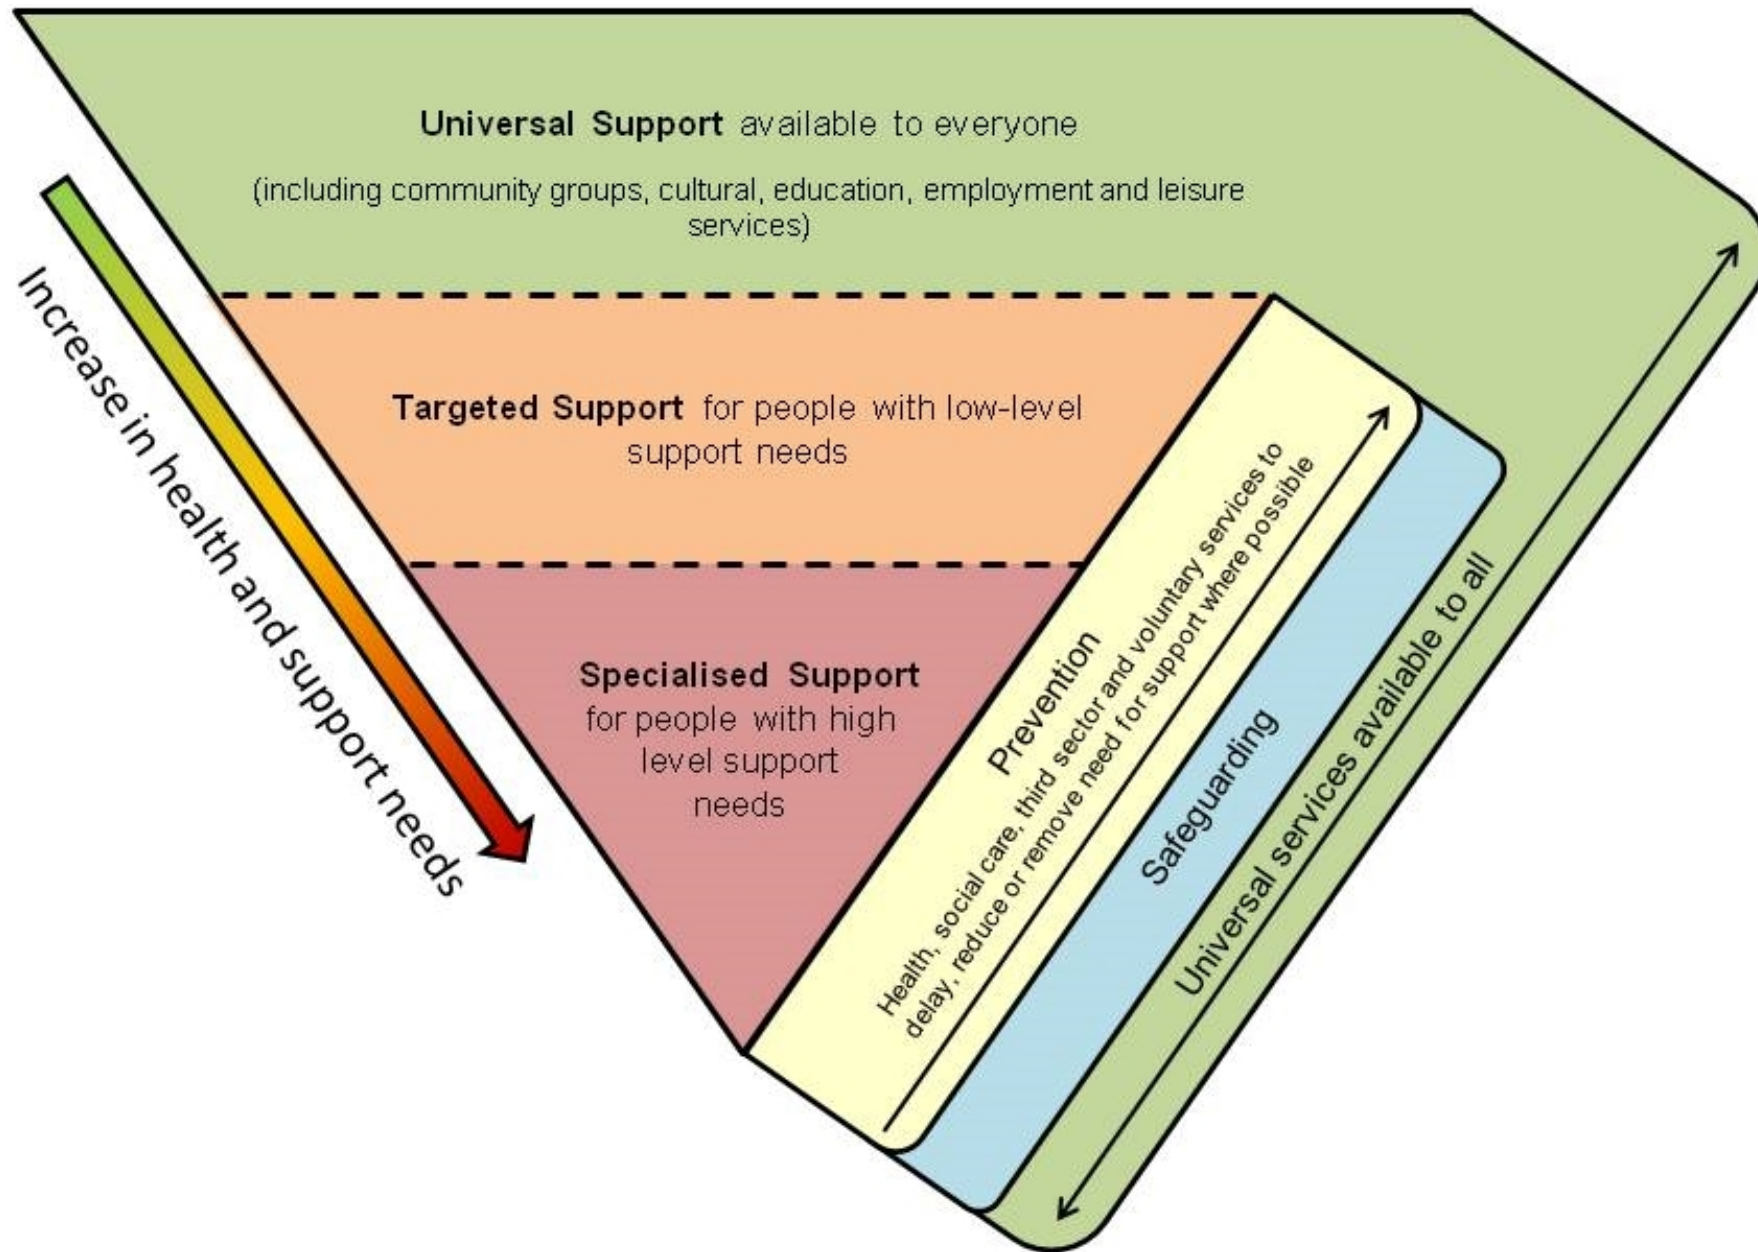 Universal Support available to everyone
(including community groups, cultural, education, employment and leisure
services)
Increase in health and support needs
Targeted Support for people with low-level
support needs
Specialised Support
for people with high
level support
needs
Prevention
Health, social care, third sector and voluntary services to
delay, reduce or remove need for support where possible
Safeguarding
Universal services available to all